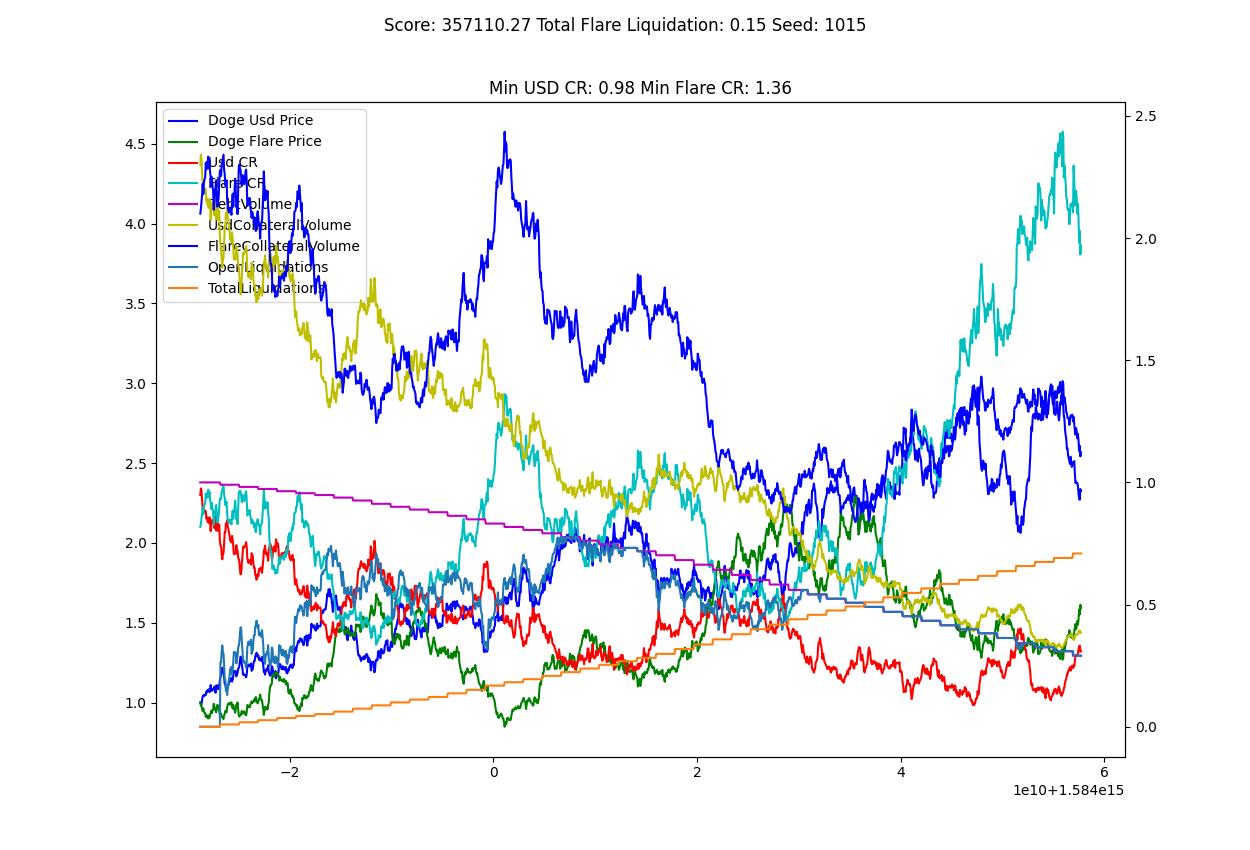 Score: 357110.27 Total Flare Liquidation: 0.15 Seed: 1015
Min USD CR: 0.98 Min Flare CR: 1.36
Doge Usd Price
Doge Flare Price
Usd CR
Flare CR
DebtVolume
UsdCollateralVolume
FlareCollateralVolume
OpenLiquidations
TotalLiquidations
4.5
4.0
3.5
3.0
2.5
2.0
1.5
1.0
2.5
2.0
1.5
1.0
0.5
0.0
−2
0
2
4
6
1e10+1.584e15